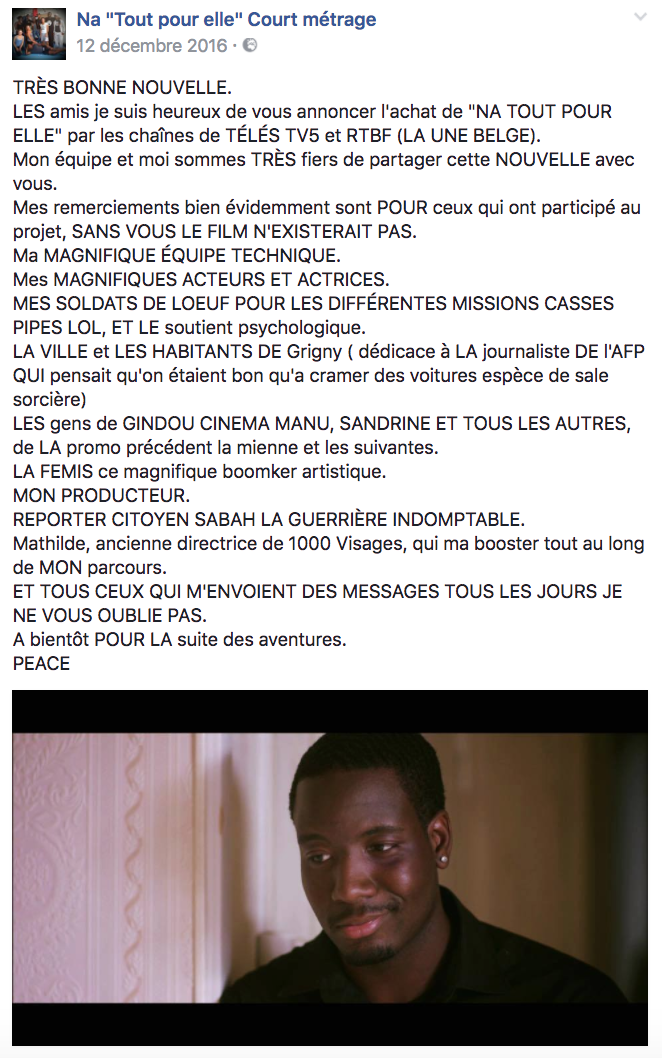 Na "Tout pour elle" Court métrage
12 décembre 2016 ·
TRÈS BONNE NOUVELLE.
LES amis je suis heureux de vous annoncer l'achat de "NA TOUT POUR
ELLE" par les chaînes de TÉLÉS TV5 et RTBF (LA UNE BELGE).
Mon équipe et moi sommes TRÈS fiers de partager cette NOUVELLE avec
vous.
Mes remerciements bien évidemment sont POUR ceux qui ont participé au
projet, SANS VOUS LE FILM N'EXISTERAIT PAS.
Ma MAGNIFIQUE ÉQUIPE TECHNIQUE.
Mes MAGNIFIQUES ACTEURS ET ACTRICES.
MES SOLDATS DE LOEUF POUR LES DIFFÉRENTES MISSIONS CASSES
PIPES LOL, ET LE soutient psychologique.
LA VILLE et LES HABITANTS DE Grigny ( dédicace à LA journaliste DE l'AFP
QUI pensait qu'on étaient bon qu'a cramer des voitures espèce de sale
sorcière)
LES gens de GINDOU CINEMA MANU, SANDRINE ET TOUS LES AUTRES,
de LA promo précédent la mienne et les suivantes.
LA FEMIS ce magnifique boomker artistique.
MON PRODUCTEUR.
REPORTER CITOYEN SABAH LA GUERRIÈRE INDOMPTABLE.
Mathilde, ancienne directrice de 1000 Visages, qui ma booster tout au long
de MON parcours.
ET TOUS CEUX QUI M'ENVOIENT DES MESSAGES TOUS LES JOURS JE
NE VOUS OUBLIE PAS.
A bientôt POUR LA suite des aventures.
PEACE